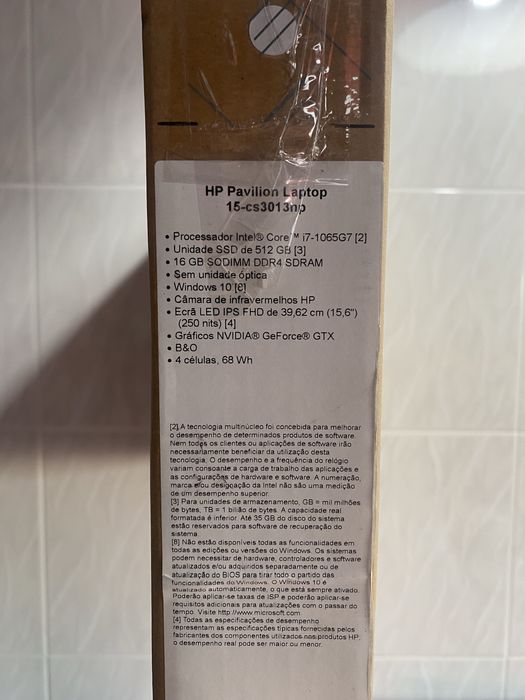 HP Pavilion Laptop
15-cs3013np
• Processador Intel® Core™ i7-1065G7 [2]
• Unidade SSD de 512 GB [3]
• 16 GB SODIMM DDR4 SDRAM
• Sem unidade óptica
• Windows 10 [8]
• Câmara de infravermelhos HP
• Ecrã LED IPS FHD de 39,62 cm (15,6")
(250 nits) [4]
• Gráficos NVIDIA® GeForce® GTX
• B&O
• 4 células, 68 Wh
[2] A tecnologia multinúcleo foi concebida para melhorar
o desempenho de determinados produtos de software.
Nem todos os clientes ou aplicações de software irão
necessariamente beneficiar da utilização desta
tecnologia. O desempenho e a frequência do relógio
variam consoante a carga de trabalho das aplicações e
as configurações de hardware e software. A numeração,
marca e/ou designação da Intel não são uma medição
de um desempenho superior.
[3] Para unidades de armazenamento, GB = mil milhões
de bytes, TB = 1 bilião de bytes. A capacidade real
formatada é inferior. Até 35 GB do disco do sistema
estão reservados para software de recuperação do
sistema.
[8] Não estão disponíveis todas as funcionalidades em
todas as edições ou versões do Windows. Os sistemas
podem necessitar de hardware, controladores e software
atualizados e/ou adquiridos separadamente ou de
atualização do BIOS para tirar todo o partido das
funcionalidades do Windows. O Windows 10 é
atualizado automaticamente, o que está sempre ativado.
Poderão aplicar-se taxas de ISP e poderão aplicar-se
requisitos adicionais para atualizações com o passar do
tempo. Visite http://www.microsoft.com.
[4] Todas as especificações de desempenho
representam as especificações típicas fornecidas pelos
fabricantes dos componentes utilizados nas produtos HP;
o desempenho real pode ser maior ou menor.